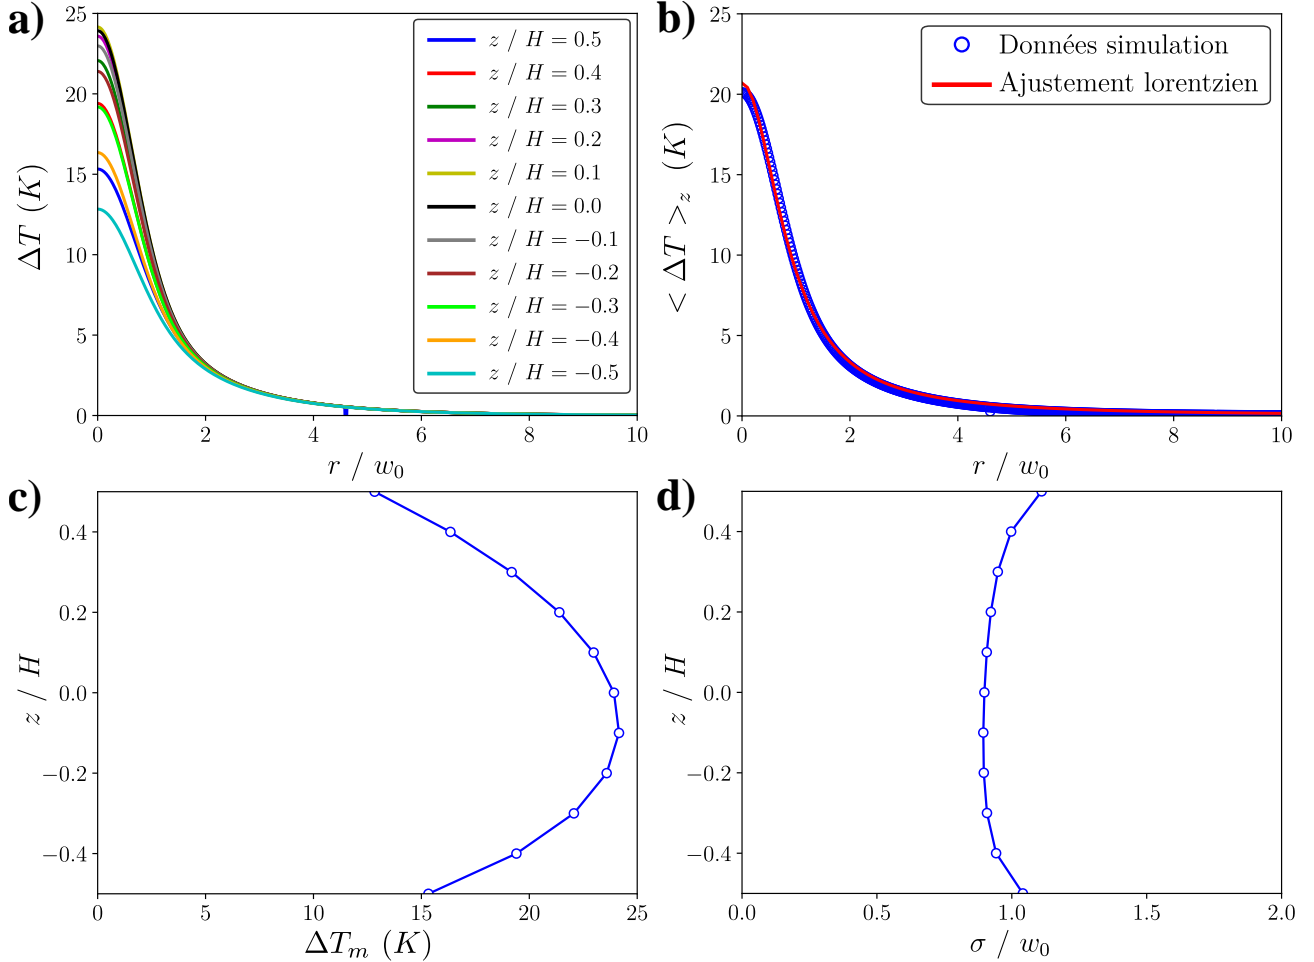 a)
25
20
15
10
5
0
ΔT (K)
z / H = 0.5
z / H = 0.4
z / H = 0.3
z / H = 0.2
z / H = 0.1
z / H = 0.0
z / H = −0.1
z / H = −0.2
z / H = −0.3
z / H = −0.4
z / H = −0.5
0 2 4 6 8 10
r / w₀
b)
25
20
15
10
5
0
< ΔT >_z (K)
Données simulation
Ajustement lorentzien
0 2 4 6 8 10
r / w₀
c)
0.4
0.2
0.0
−0.2
−0.4
z / H
0 5 10 15 20 25
ΔTₘ (K)
d)
0.4
0.2
0.0
−0.2
−0.4
z / H
0.0 0.5 1.0 1.5 2.0
σ / w₀